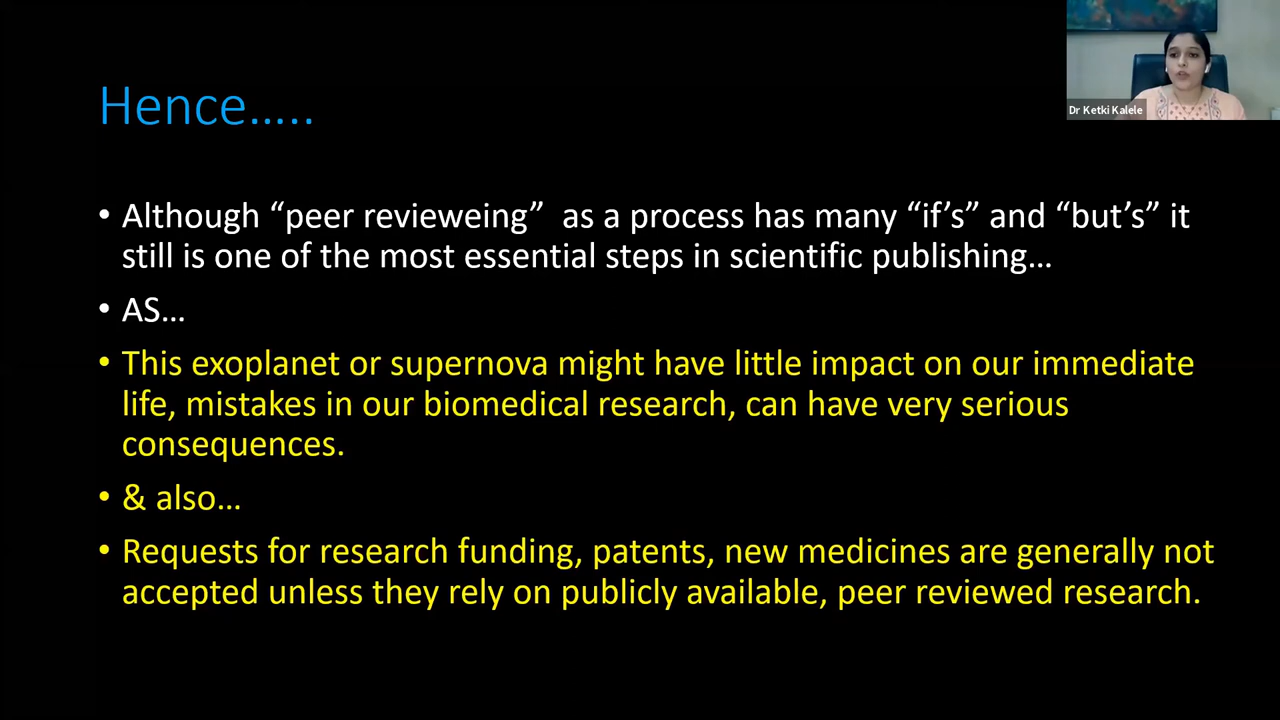 Dr Ketki Kalele
Hence.....
• Although “peer revieweing”  as a process has many “if’s” and “but’s” it
still is one of the most essential steps in scientific publishing...
• AS...
• This exoplanet or supernova might have little impact on our immediate
life, mistakes in our biomedical research, can have very serious
consequences.
• & also...
• Requests for research funding, patents, new medicines are generally not
accepted unless they rely on publicly available, peer reviewed research.